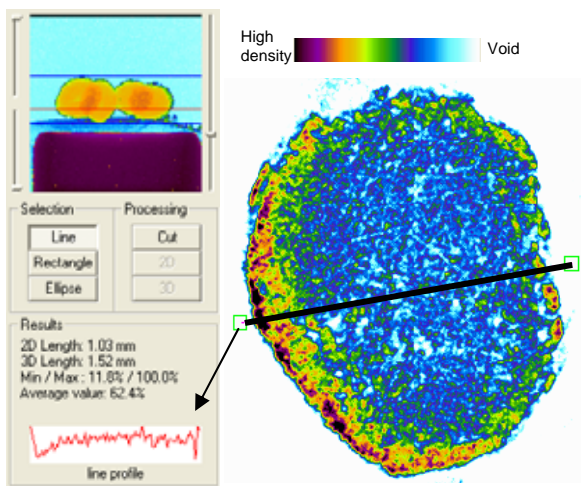 High
density
Void
Selection
Processing
Line
Cut
Rectangle
2D
Ellipse
3D
Results
2D Length: 1.03 mm
3D Length: 1.52 mm
Min / Max : 11.8% / 100.0%
Average value: 62.4%
line profile